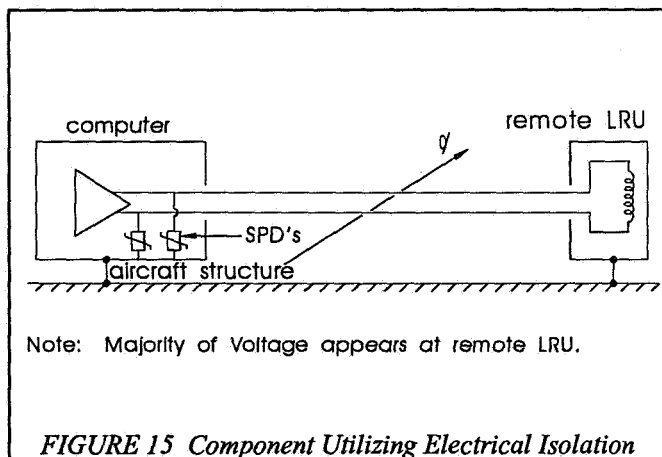 computer
remote LRU
φ
SPD's
aircraft structure
Note: Majority of Voltage appears at remote LRU.
FIGURE 15 Component Utilizing Electrical Isolation